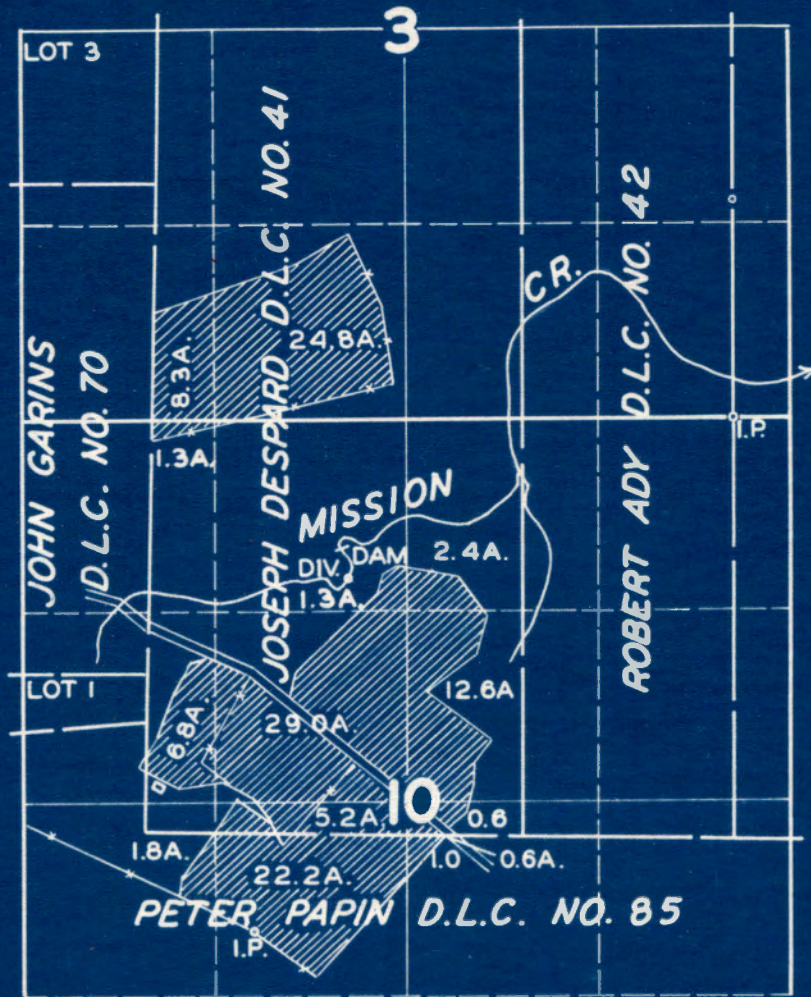 3
LOT 3
JOHN GARINS
D.L.C. NO. 70
JOSEPH DESPARD D.L.C. NO. 41
ROBERT ADY D.L.C. NO. 42
8.3A.
24.8A.
CR.
1.3A.
I.P.
MISSION
DIV. DAM
2.4A.
1.3A.
LOT 1
6.8A.
29.0A.
12.6A
D
10
5.2A.
0.6
1.8A.
1.0
0.6A.
22.2A.
PETER PAPIN D.L.C. NO. 85
I.P.